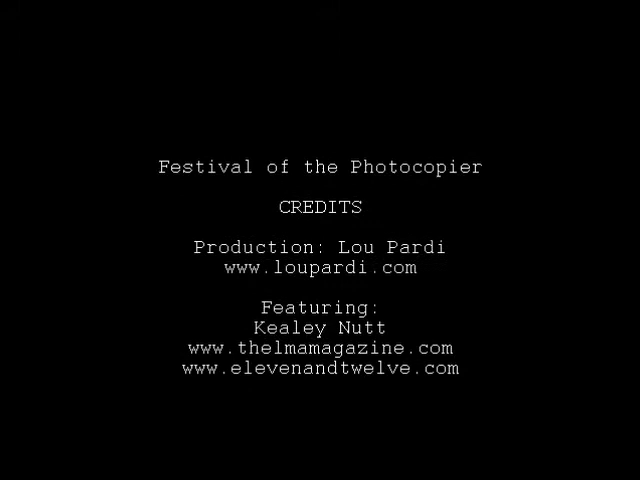 Festival of the Photocopier
CREDITS
Production: Lou Pardi
www.loupardi.com
Featuring:
Kealey Nutt
www.thelmamagazine.com
www.elevenandtwelve.com